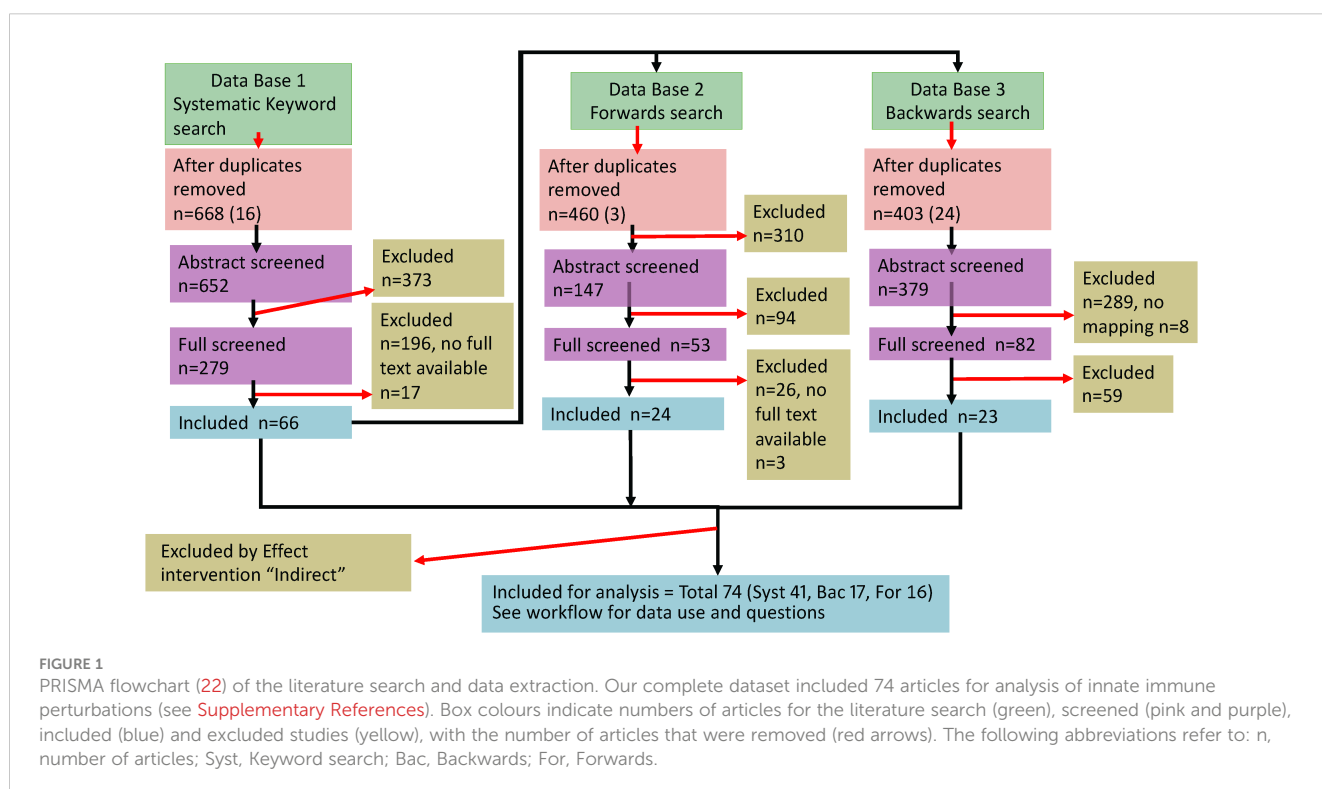 Data Base 1
Systematic Keyword
search
After duplicates
removed
n=668 (16)
Abstract screened
n=652
Excluded
n=373
Full screened
n=279
Excluded
n=196, no full
text available
n=17
Included n=66
Data Base 2
Forwards search
After duplicates
removed
n=460 (3)
Excluded
n=310
Abstract screened
n=147
Excluded
n=94
Full screened n=53
Excluded
n=26, no
full text
available
n=3
Included n=24
Data Base 3
Backwards search
After duplicates
removed
n=403 (24)
Abstract screened
n=379
Excluded
n=289, no
mapping n=8
Full screened n=82
Excluded
n=59
Included n=23
Excluded by Effect
intervention “Indirect”
Included for analysis = Total 74 (Syst 41, Bac 17, For 16)
See workflow for data use and questions
FIGURE 1
PRISMA flowchart (22) of the literature search and data extraction. Our complete dataset included 74 articles for analysis of innate immune
perturbations (see Supplementary References). Box colours indicate numbers of articles for the literature search (green), screened (pink and purple),
included (blue) and excluded studies (yellow), with the number of articles that were removed (red arrows). The following abbreviations refer to: n,
number of articles; Syst, Keyword search; Bac, Backwards; For, Forwards.